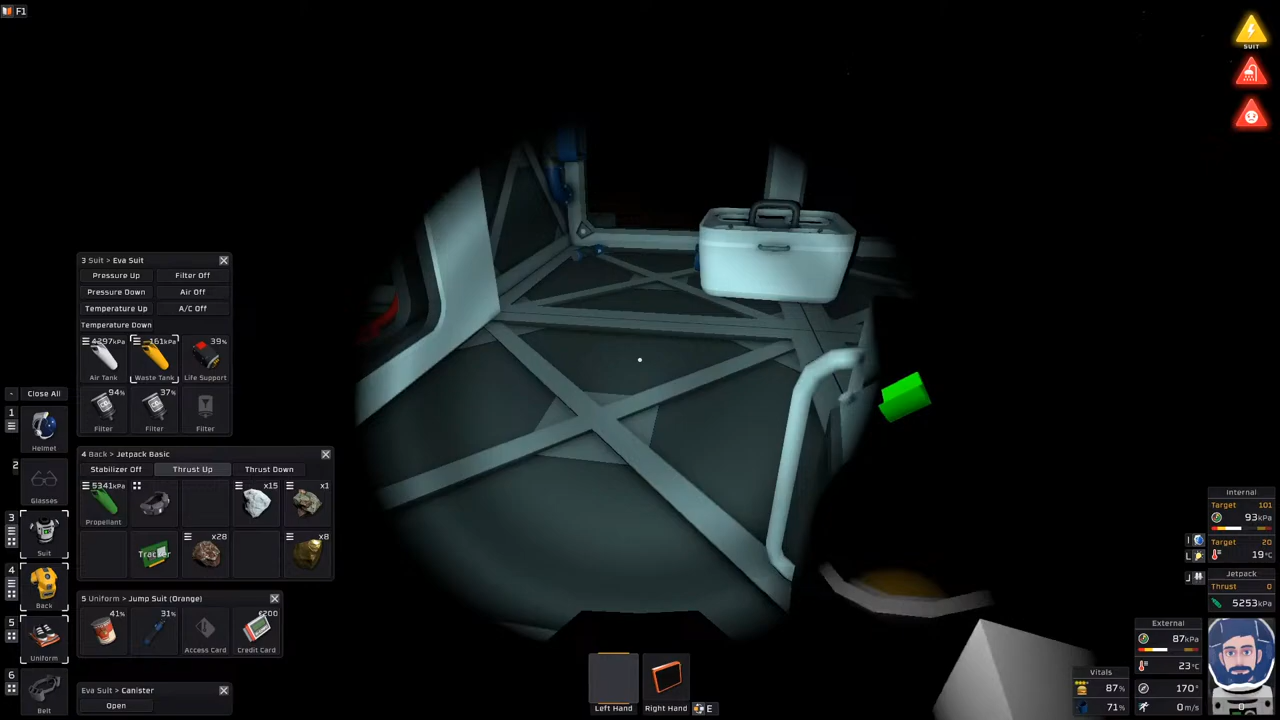 F1
SUIT
3 Suit > Eva Suit
Pressure Up Filter Off
Pressure Down Air Off
Temperature Up A/C Off
Temperature Down
4397kPa 161kPa 39%
Air Tank Waste Tank Life Support
94% 37%
Filter Filter Filter
- Close All
1
Helmet
2
Glasses
3
Suit
4
Back
5
Uniform
6
Belt
4 Back > Jetpack Basic
Stabilizer Off Thrust Up Thrust Down
5341kPa x15 x1
Propellant
Tracker x28 x8
5 Uniform > Jump Suit (Orange)
41% 31% €200
Access Card Credit Card
Eva Suit > Canister
Open
Left Hand Right Hand E
Internal
Target 101
93kPa
Target 20
19°C
I
L
J
Jetpack
Thrust 0
5253kPa
External
87kPa
23°C
170°
0m/s
Vitals
87%
71%
0